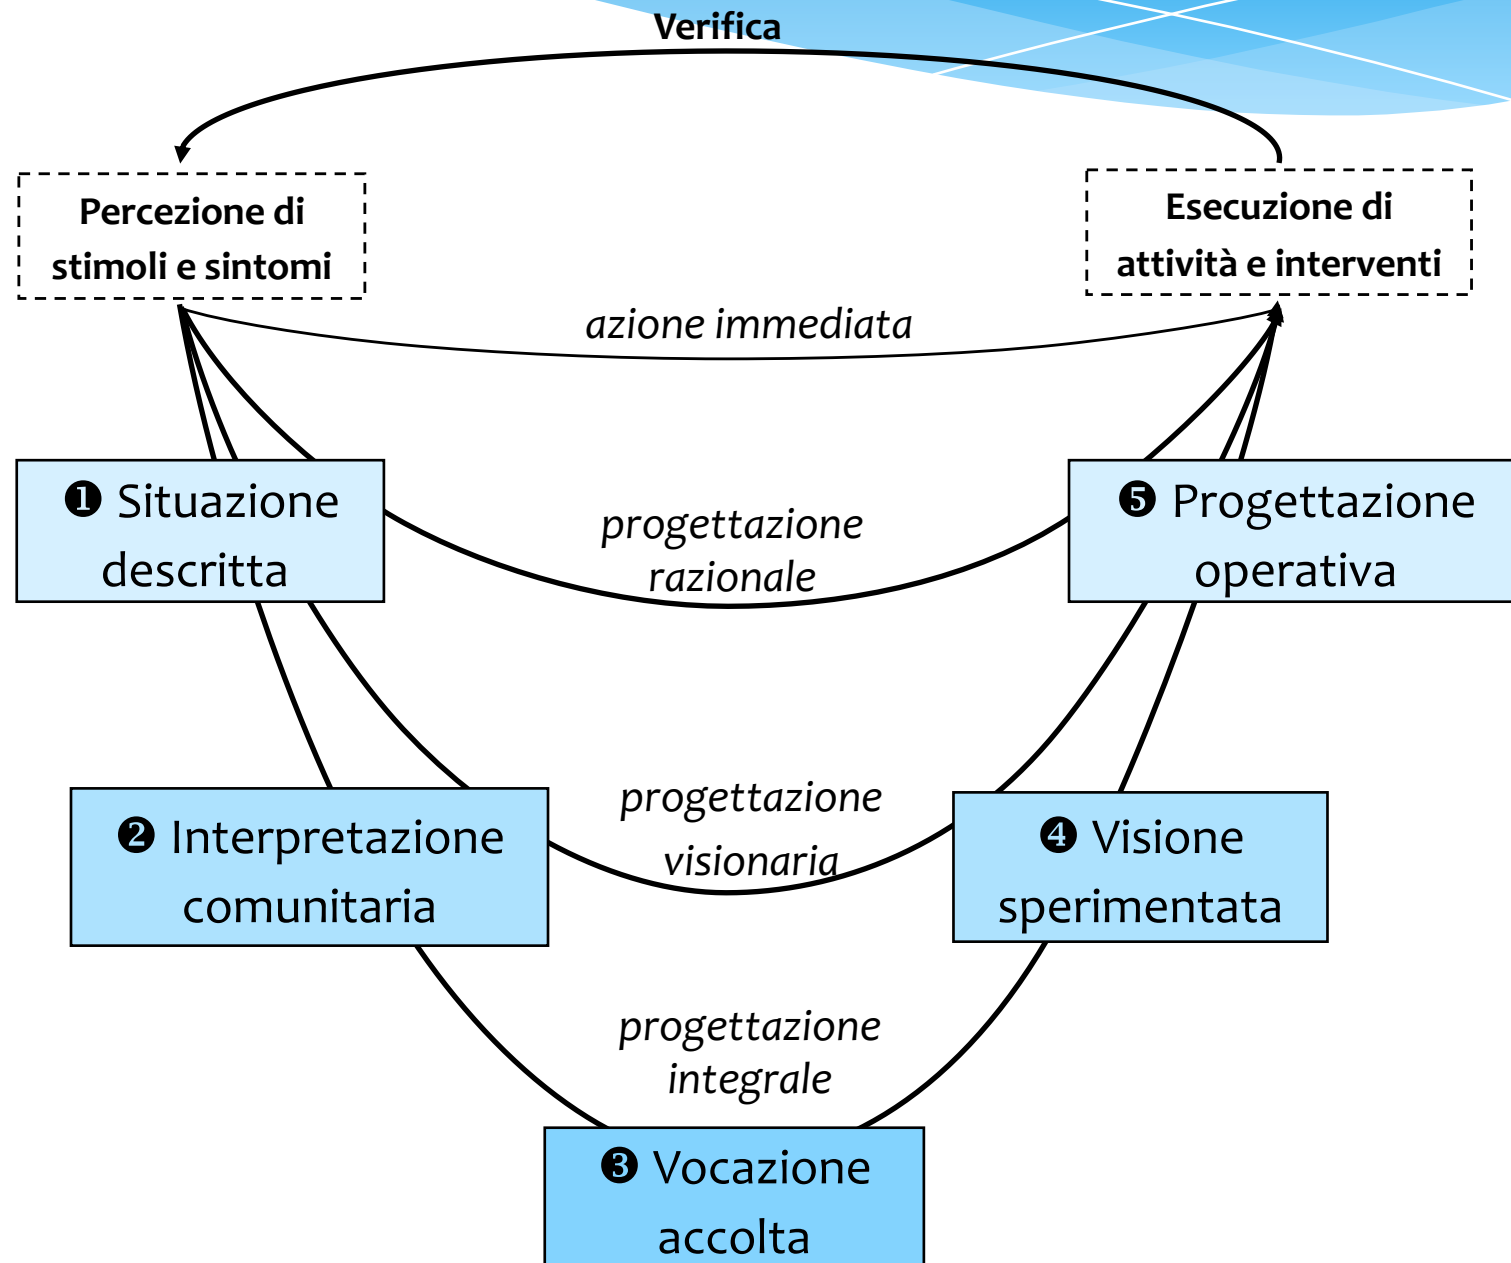 Verifica
Percezione di
stimoli e sintomi
Esecuzione di
attività e interventi
azione immediata
❶ Situazione
descritta
progettazione
razionale
❺ Progettazione
operativa
❷ Interpretazione
comunitaria
progettazione
visionaria
❹ Visione
sperimentata
progettazione
integrale
❸ Vocazione
accolta